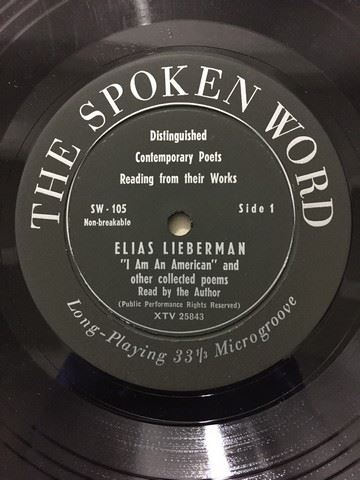 THE SPOKEN WORD
Distinguished
Contemporary Poets
Reading from their Works
SW - 105 Side 1
Non-breakable
ELIAS LIEBERMAN
"I Am An American" and
other collected poems
Read by the Author
(Public Performance Rights Reserved)
XTV 25843
Long-Playing 33⅓ Microgroove